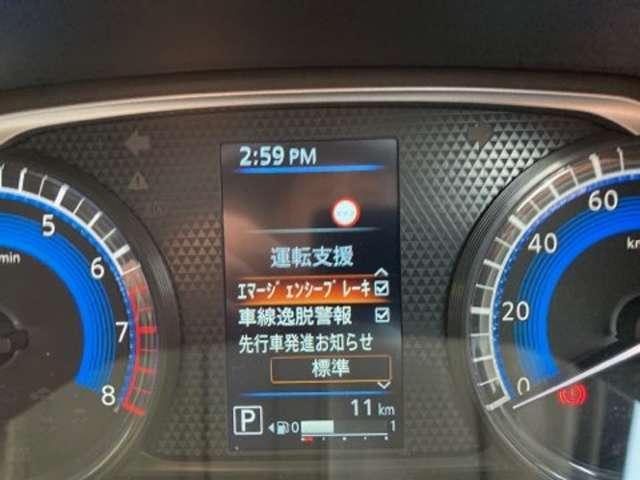 2:59 PM
運転支援
ｴﾏｰｼﾞｪﾝｼｰﾌﾞﾚｰｷ
車線逸脱警報
先行車発進お知らせ
標準
P
11 km
0 1
5
6
7
8
min
60
40
20
0